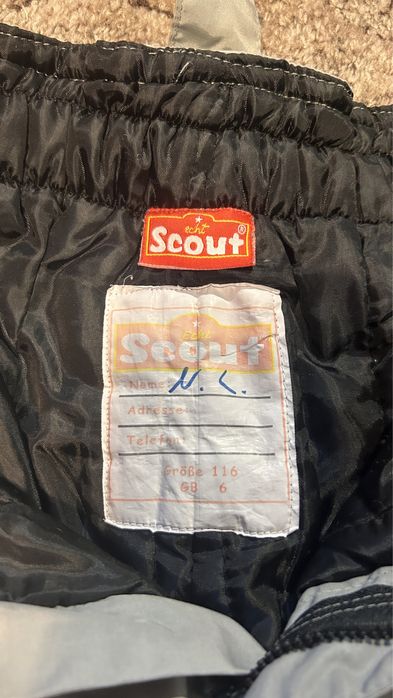 echt
Scout®
echt
Scout
Name: N. L.
Adresse:
Telefon:
Größe 116
GB 6